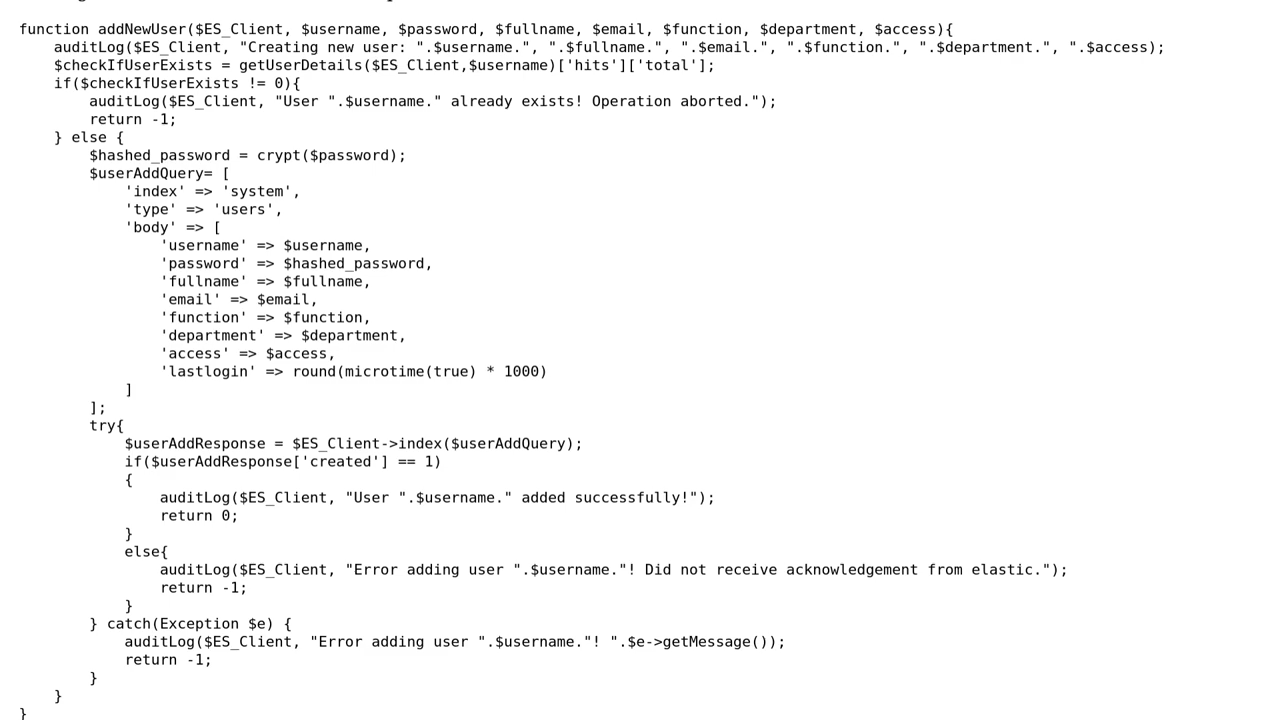 function addNewUser($ES_Client, $username, $password, $fullname, $email, $function, $department, $access){
    auditLog($ES_Client, "Creating new user: ".$username.", ".$fullname.", ".$email.", ".$function.", ".$department.", ".$access);
    $checkIfUserExists = getUserDetails($ES_Client,$username)['hits']['total'];
    if($checkIfUserExists != 0){
        auditLog($ES_Client, "User ".$username." already exists! Operation aborted.");
        return -1;
    } else {
        $hashed_password = crypt($password);
        $userAddQuery= [
            'index' => 'system',
            'type' => 'users',
            'body' => [
                'username' => $username,
                'password' => $hashed_password,
                'fullname' => $fullname,
                'email' => $email,
                'function' => $function,
                'department' => $department,
                'access' => $access,
                'lastlogin' => round(microtime(true) * 1000)
            ]
        ];
        try{
            $userAddResponse = $ES_Client->index($userAddQuery);
            if($userAddResponse['created'] == 1)
            {
                auditLog($ES_Client, "User ".$username." added successfully!");
                return 0;
            }
            else{
                auditLog($ES_Client, "Error adding user ".$username."! Did not receive acknowledgement from elastic.");
                return -1;
            }
        } catch(Exception $e) {
            auditLog($ES_Client, "Error adding user ".$username."! ".$e->getMessage());
            return -1;
        }
    }
}